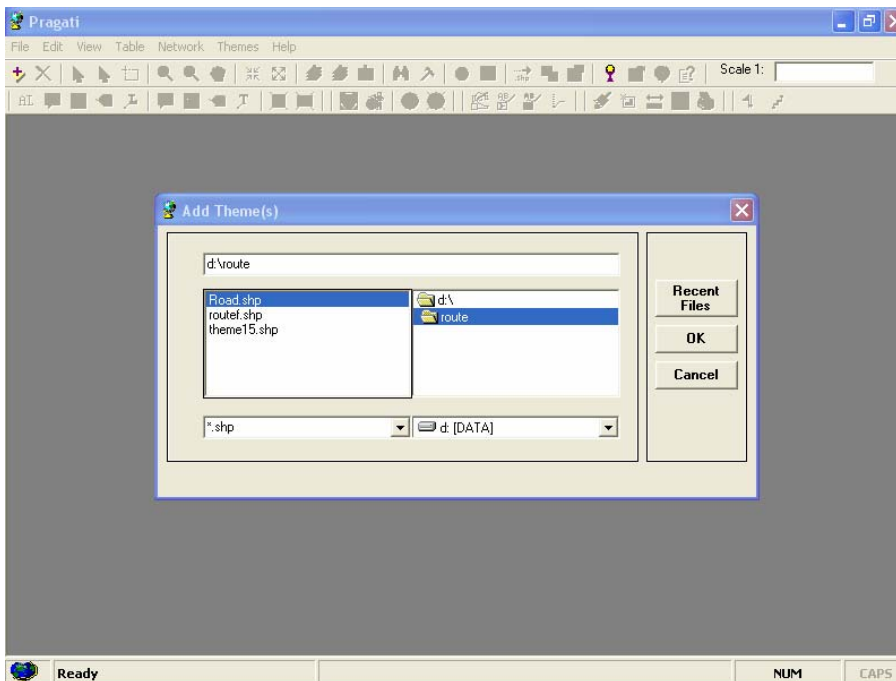 Pragati
File Edit View Table Network Themes Help
Scale 1:
Add Theme(s)
d:\route
Road.shp
routef.shp
theme15.shp
d:\
route
Recent
Files
OK
Cancel
*.shp
d: [DATA]
Ready
NUM
CAPS